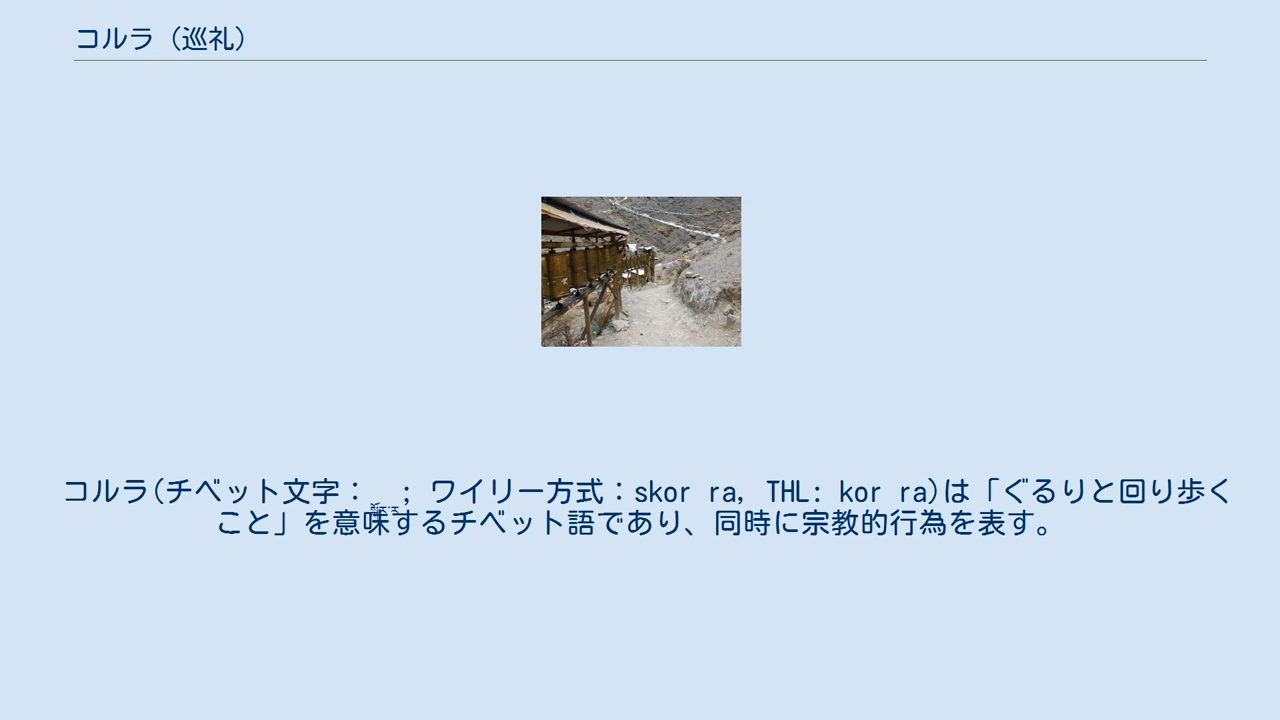 コルラ（巡礼）
コルラ(チベット文字： ; ワイリー方式：skor ra, THL: kor ra)は「ぐるりと回り歩く
こと」を意味するチベット語であり、同時に宗教的行為を表す。